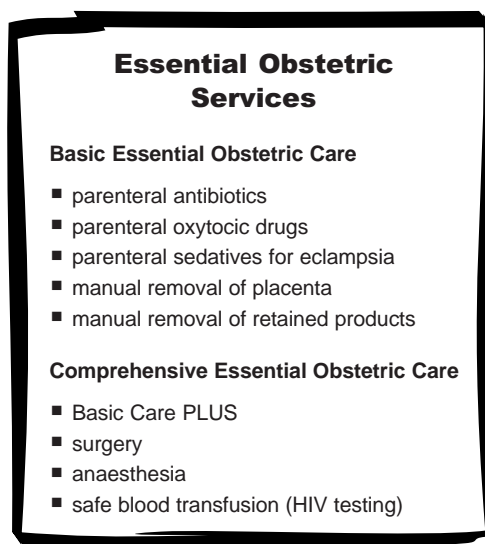 Essential Obstetric
Services
Basic Essential Obstetric Care
■ parenteral antibiotics
■ parenteral oxytocic drugs
■ parenteral sedatives for eclampsia
■ manual removal of placenta
■ manual removal of retained products
Comprehensive Essential Obstetric Care
■ Basic Care PLUS
■ surgery
■ anaesthesia
■ safe blood transfusion (HIV testing)